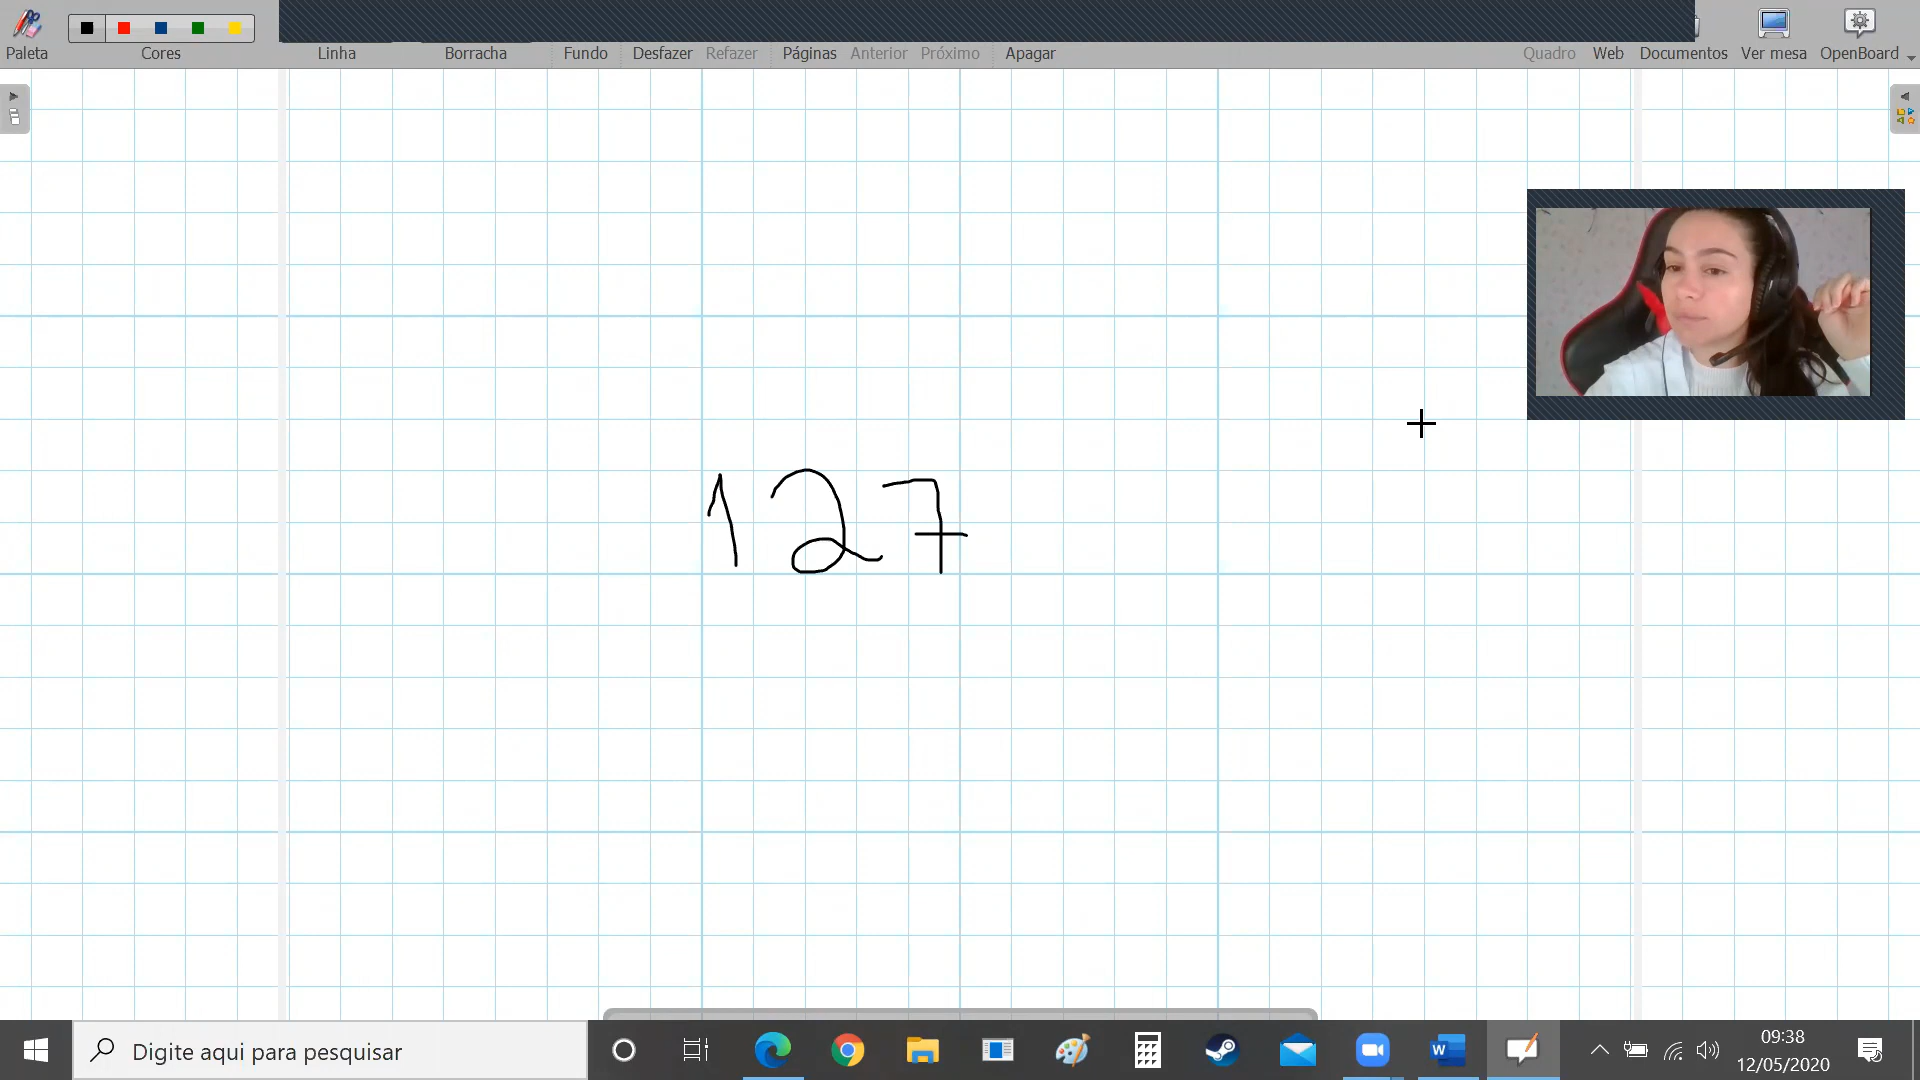 Paleta Cores Linha Borracha Fundo Desfazer Refazer Páginas Anterior Próximo Apagar Quadro Web Documentos Ver mesa OpenBoard
127
Digite aqui para pesquisar
09:38
12/05/2020